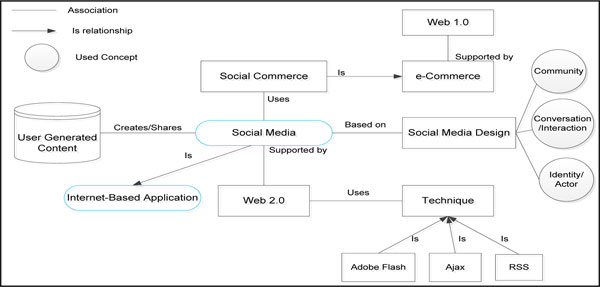 Association
Is relationship
Used Concept
Web 1.0
Supported by
Social Commerce
Is
e-Commerce
Community
Uses
User Generated
Content
Creates/Shares
Social Media
Based on
Social Media Design
Conversation
/Interaction
Is
Supported by
Identity/
Actor
Internet-Based Application
Web 2.0
Uses
Technique
Is
Is
Is
Adobe Flash
Ajax
RSS